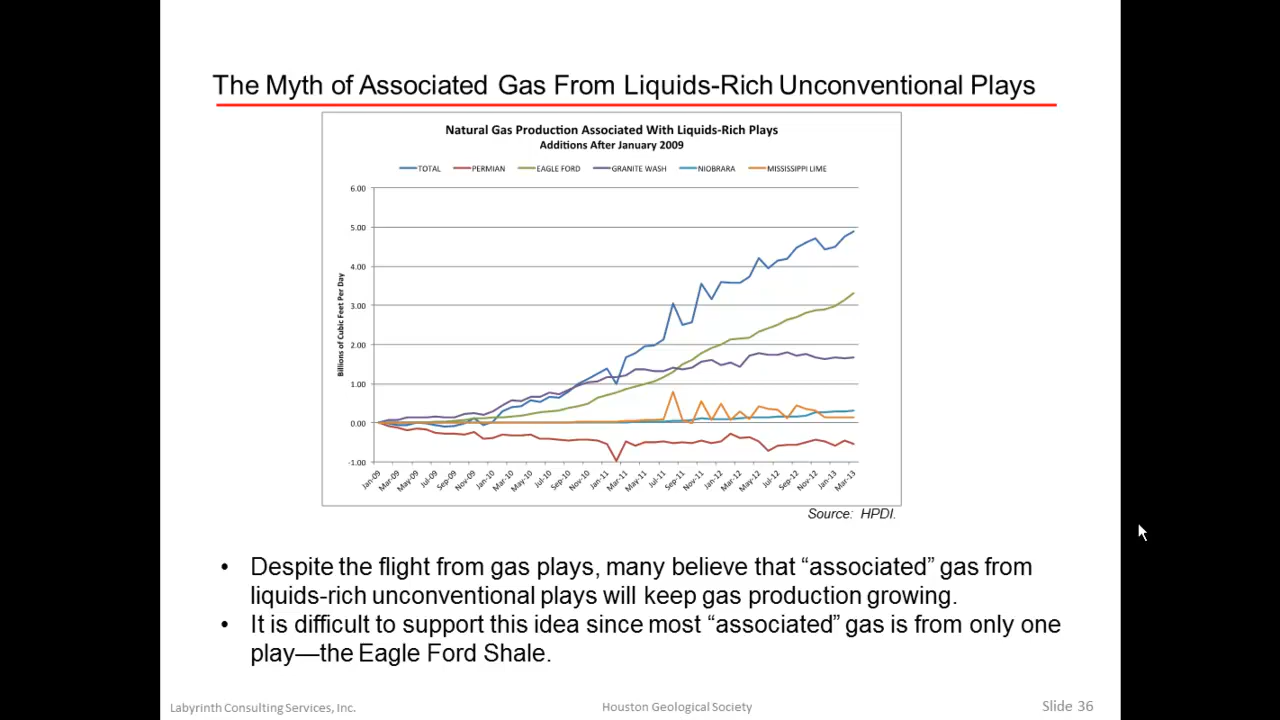 The Myth of Associated Gas From Liquids-Rich Unconventional Plays
Natural Gas Production Associated With Liquids-Rich Plays
Additions After January 2009
TOTAL PERMIAN EAGLE FORD GRANITE WASH NIOBRARA MISSISSIPPI LIME
Billions of Cubic Feet Per Day
6.00
5.00
4.00
3.00
2.00
1.00
0.00
-1.00
Jan-09 Mar-09 May-09 Jul-09 Sep-09 Nov-09 Jan-10 Mar-10 May-10 Jul-10 Sep-10 Nov-10 Jan-11 Mar-11 May-11 Jul-11 Sep-11 Nov-11 Jan-12 Mar-12 May-12 Jul-12 Sep-12 Nov-12 Jan-13 Mar-13
Source: HPDI.
• Despite the flight from gas plays, many believe that “associated” gas from
liquids-rich unconventional plays will keep gas production growing.
• It is difficult to support this idea since most “associated” gas is from only one
play—the Eagle Ford Shale.
Labyrinth Consulting Services, Inc. Houston Geological Society Slide 36